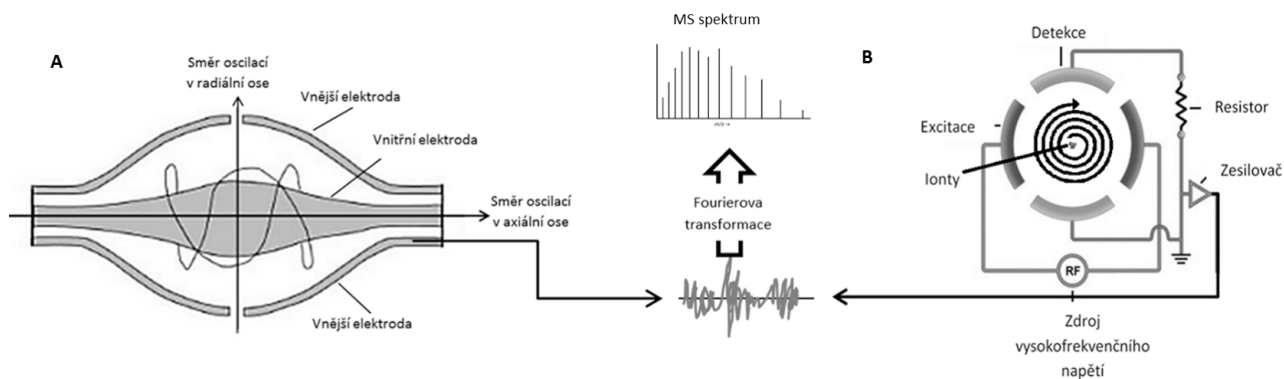 A
Směr oscilací
v radiální ose
Vnější elektroda
Vnitřní elektroda
Směr oscilací
v axiální ose
Vnější elektroda
MS spektrum
Fourierova
transformace
B
Detekce
Excitace
Resistor
Ionty
Zesilovač
RF
Zdroj
vysokofrekvenčního
napětí